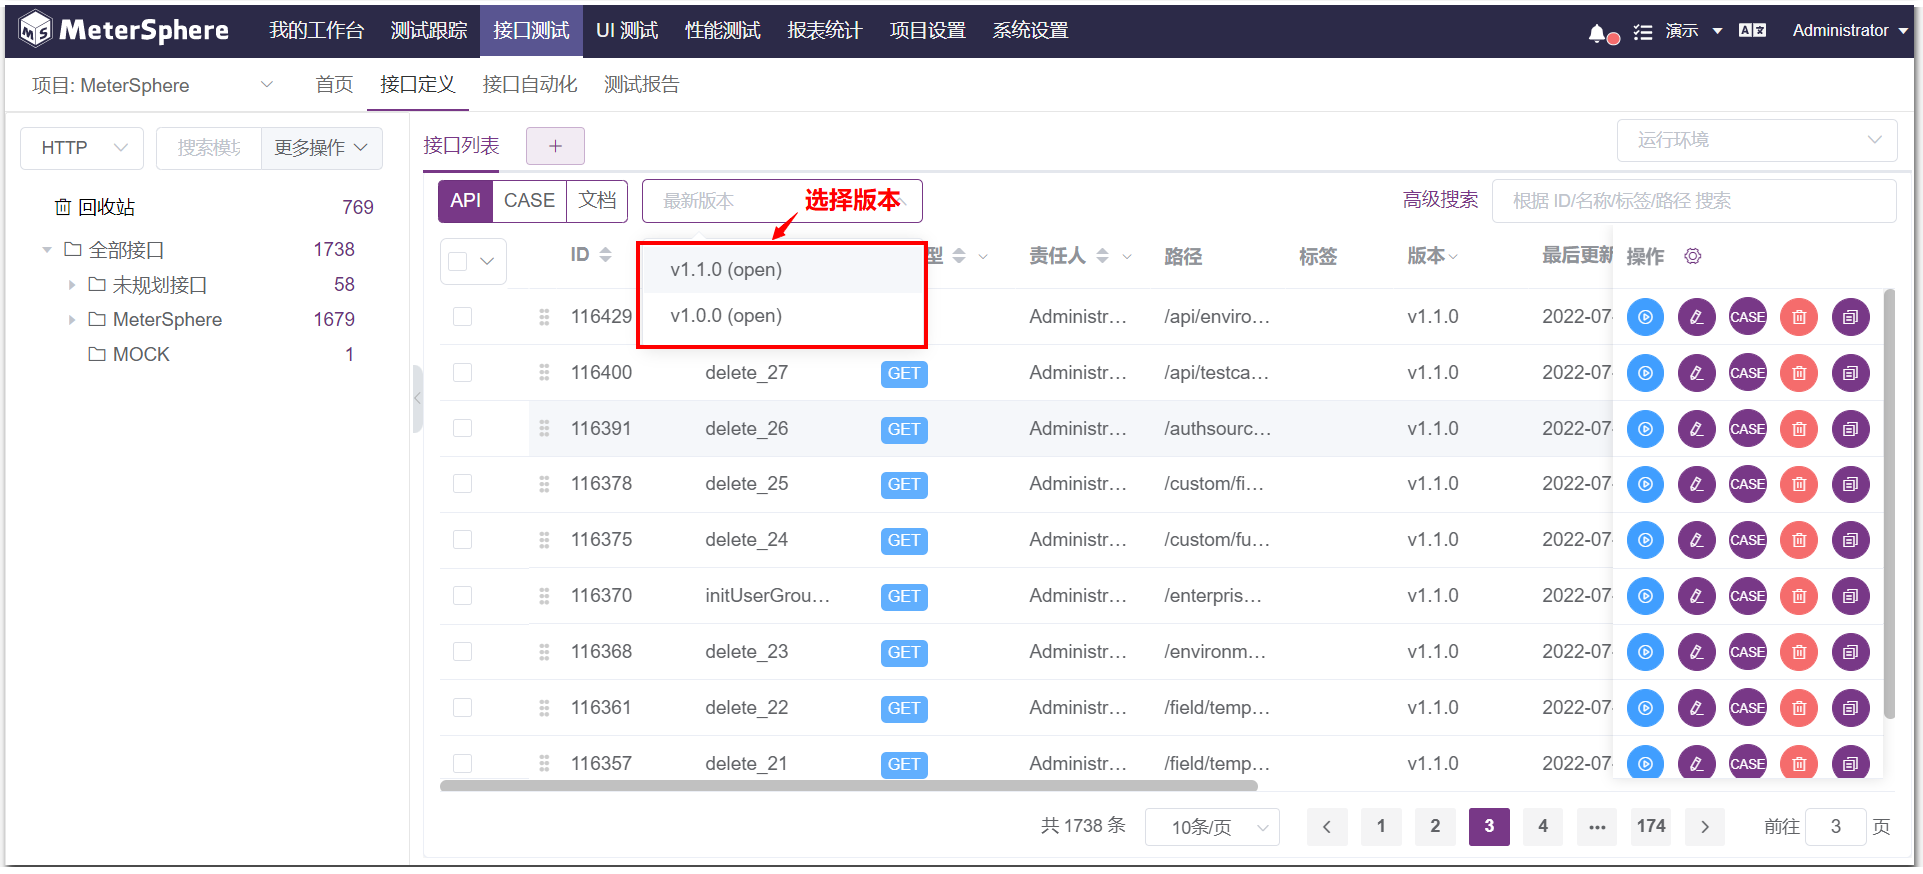 MeterSphere 我的工作台 测试跟踪 接口测试 UI 测试 性能测试 报表统计 项目设置 系统设置 演示 Administrator
项目: MeterSphere 首页 接口定义 接口自动化 测试报告
HTTP 搜索模块 更多操作
回收站 769
全部接口 1738
未规划接口 58
MeterSphere 1679
MOCK 1
接口列表 + 运行环境
API CASE 文档 最新版本 选择版本 高级搜索 根据 ID/名称/标签/路径 搜索
v1.1.0 (open)
v1.0.0 (open)
ID 型 责任人 路径 标签 版本 最后更新 操作
116429 Administr... /api/enviro... v1.1.0 2022-07 CASE
116400 delete_27 GET Administr... /api/testca... v1.1.0 2022-07 CASE
116391 delete_26 GET Administr... /authsourc... v1.1.0 2022-07 CASE
116378 delete_25 GET Administr... /custom/fi... v1.1.0 2022-07 CASE
116375 delete_24 GET Administr... /custom/fu... v1.1.0 2022-07 CASE
116370 initUserGrou... GET Administr... /enterpris... v1.1.0 2022-07 CASE
116368 delete_23 GET Administr... /environm... v1.1.0 2022-07 CASE
116361 delete_22 GET Administr... /field/temp... v1.1.0 2022-07 CASE
116357 delete_21 GET Administr... /field/temp... v1.1.0 2022-07 CASE
共 1738 条 10条/页 < 1 2 3 4 ... 174 > 前往 3 页